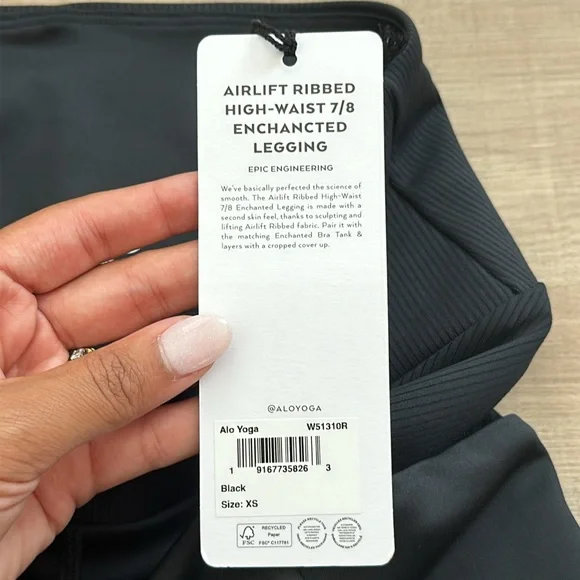 AIRLIFT RIBBED
HIGH-WAIST 7/8
ENCHANCTED
LEGGING
EPIC ENGINEERING
We've basically perfected the science of
smooth. The Airlift Ribbed High-Waist
7/8 Enchanted Legging is made with a
second skin feel, thanks to sculpting and
lifting Airlift Ribbed fabric. Pair it with
the matching Enchanted Bra Tank &
layers with a cropped cover up.
@ALOYOGA
Alo Yoga W51310R
1 9167735826 3
Black
Size: XS
FSC
RECYCLED
Paper
FSC® C117791